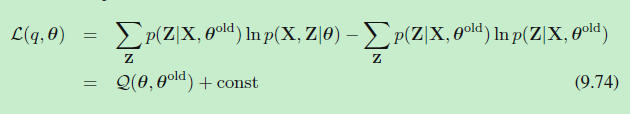 ℒ(q, θ) = ∑_Z p(Z|X, θ^old) ln p(X, Z|θ) − ∑_Z p(Z|X, θ^old) ln p(Z|X, θ^old)
= 𝒬(θ, θ^old) + const (9.74)